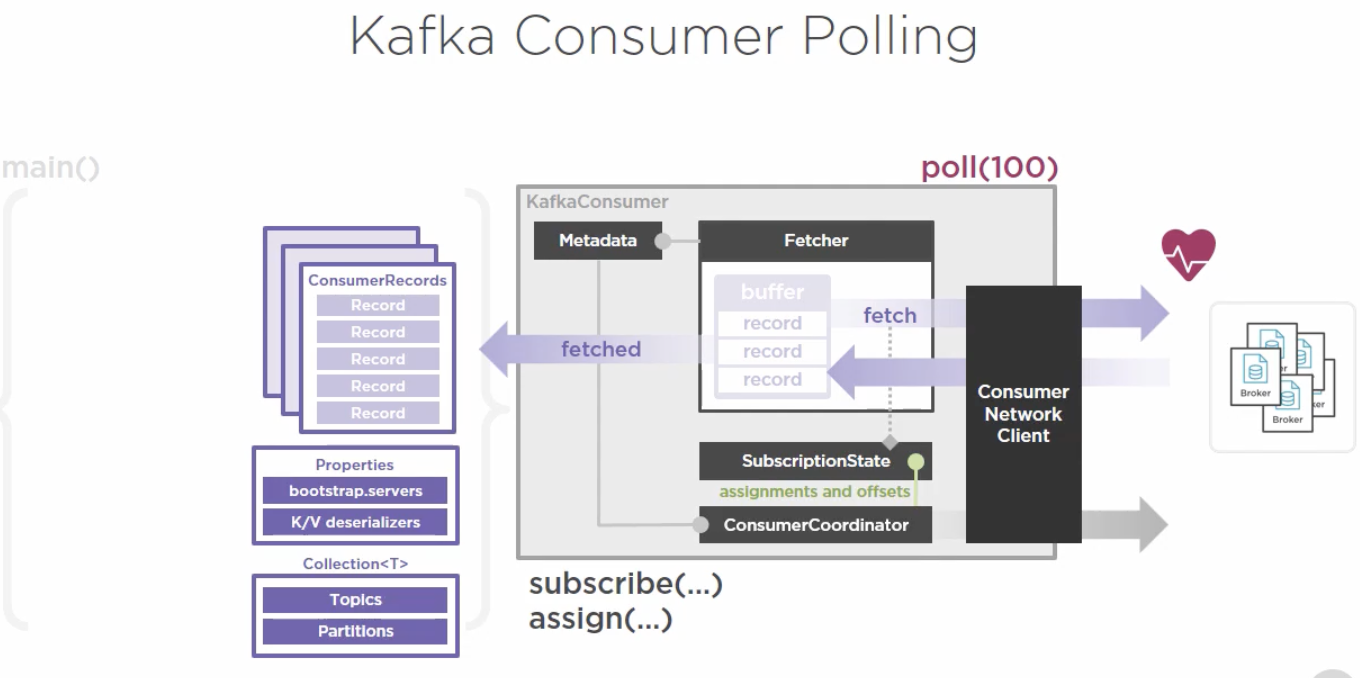 Kafka Consumer Polling
main()
poll(100)
KafkaConsumer
Metadata
Fetcher
ConsumerRecords
Record
Record
Record
Record
Record
buffer
record
record
record
fetch
fetched
Consumer
Network
Client
Broker
Broker
Properties
bootstrap.servers
K/V deserializers
SubscriptionState
assignments and offsets
ConsumerCoordinator
Collection<T>
Topics
Partitions
subscribe(...)
assign(...)